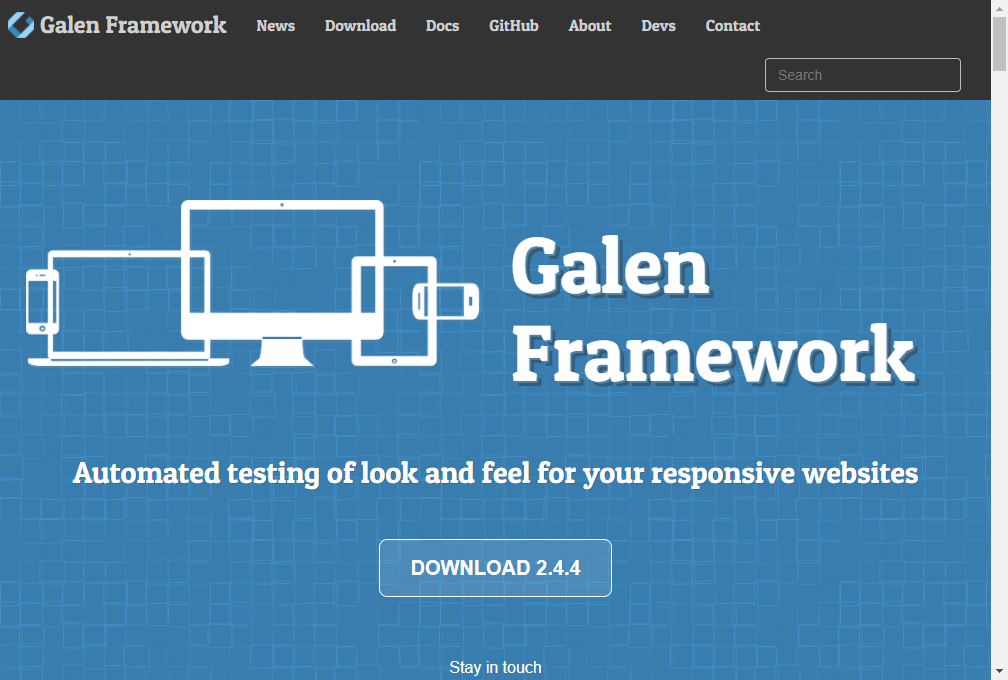 Galen Framework News Download Docs GitHub About Devs Contact
Search
Galen
Framework
Automated testing of look and feel for your responsive websites
DOWNLOAD 2.4.4
Stay in touch